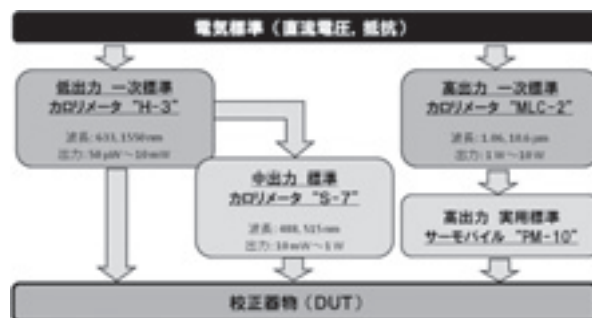 電気標準（直流電圧，抵抗）
低出力 一次標準
カロリメータ “H-3”
波長: 633, 1550 nm
出力: 50 μW～10 mW
高出力 一次標準
カロリメータ “MLC-2”
波長: 1.06, 10.6 μm
出力: 1 W～10 W
中出力 標準
カロリメータ “S-7”
波長: 488, 515 nm
出力: 10 mW～1 W
高出力 実用標準
サーモパイル “PM-10”
校正器物（DUT）